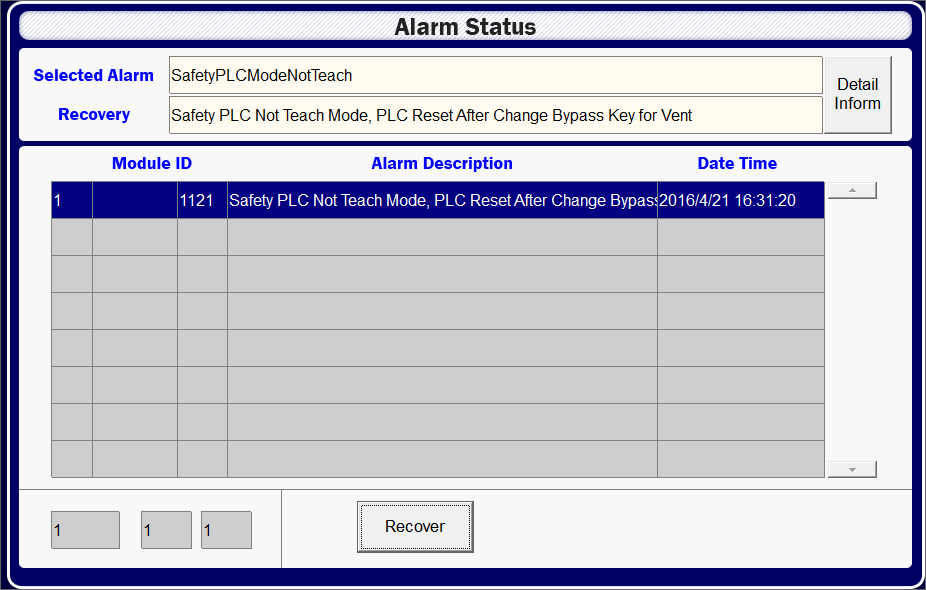 Alarm Status
Selected Alarm SafetyPLCModeNotTeach
Detail Inform
Recovery Safety PLC Not Teach Mode, PLC Reset After Change Bypass Key for Vent
Module ID Alarm Description Date Time
1 1121 Safety PLC Not Teach Mode, PLC Reset After Change Bypass 2016/4/21 16:31:20
1 1 1 Recover